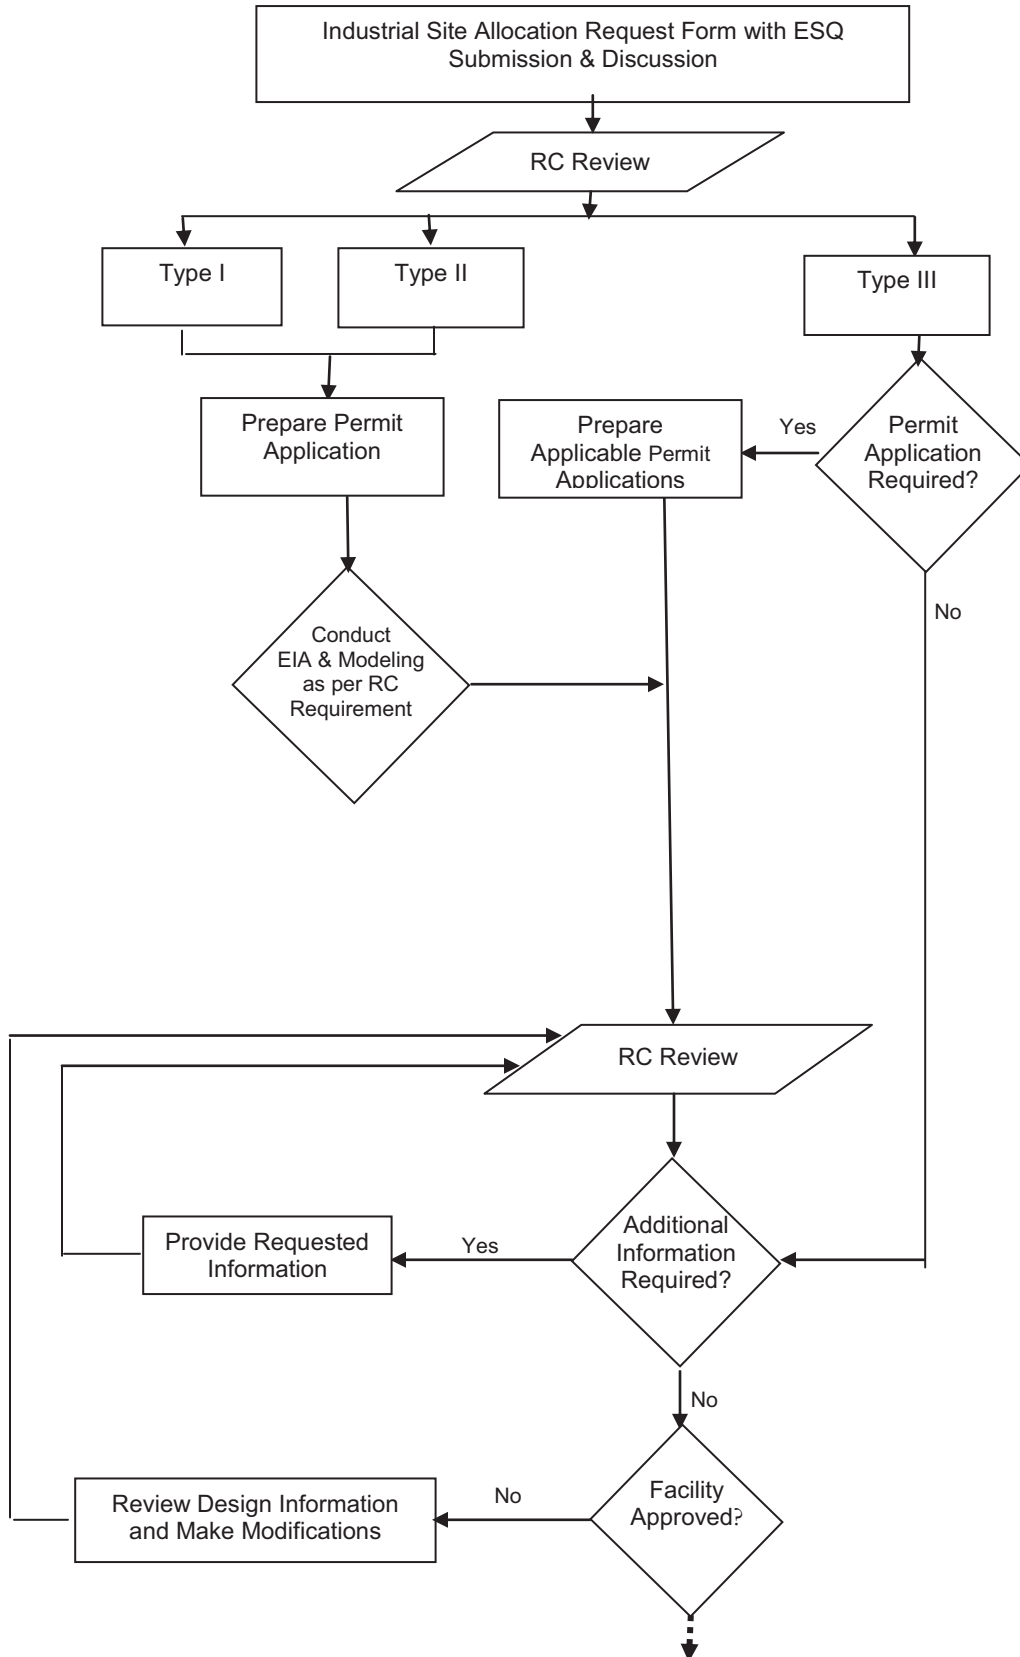 Industrial Site Allocation Request Form with ESQ
Submission & Discussion
RC Review
Type I
Type II
Type III
Prepare Permit
Application
Prepare
Applicable Permit
Applications
Yes
Permit
Application
Required?
No
Conduct
EIA & Modeling
as per RC
Requirement
RC Review
Provide Requested
Information
Yes
Additional
Information
Required?
No
Review Design Information
and Make Modifications
No
Facility
Approved?